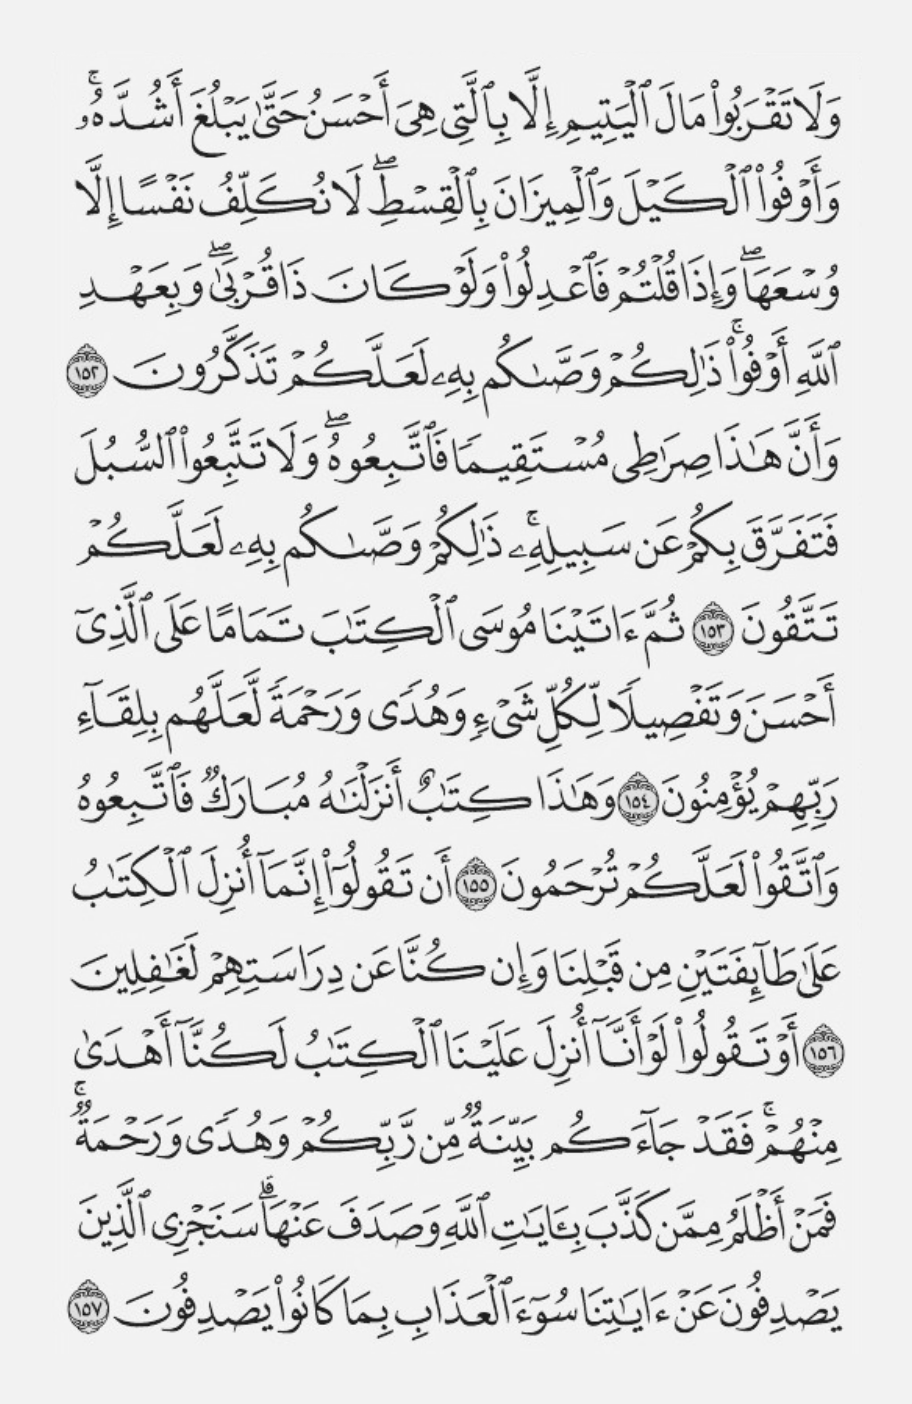 وَلَا تَقْرَبُوا۟ مَالَ ٱلْيَتِيمِ إِلَّا بِٱلَّتِى هِىَ أَحْسَنُ حَتَّىٰ يَبْلُغَ أَشُدَّهُۥۚ
وَأَوْفُوا۟ ٱلْكَيْلَ وَٱلْمِيزَانَ بِٱلْقِسْطِۖ لَا نُكَلِّفُ نَفْسًا إِلَّا
وُسْعَهَاۖ وَإِذَا قُلْتُمْ فَٱعْدِلُوا۟ وَلَوْ كَانَ ذَا قُرْبَىٰۖ وَبِعَهْدِ
ٱللَّهِ أَوْفُوا۟ۚ ذَٰلِكُمْ وَصَّىٰكُم بِهِۦ لَعَلَّكُمْ تَذَكَّرُونَ ١٥٢
وَأَنَّ هَٰذَا صِرَٰطِى مُسْتَقِيمًا فَٱتَّبِعُوهُۖ وَلَا تَتَّبِعُوا۟ ٱلسُّبُلَ
فَتَفَرَّقَ بِكُمْ عَن سَبِيلِهِۦۚ ذَٰلِكُمْ وَصَّىٰكُم بِهِۦ لَعَلَّكُمْ
تَتَّقُونَ ١٥٣ ثُمَّ ءَاتَيْنَا مُوسَى ٱلْكِتَٰبَ تَمَامًا عَلَى ٱلَّذِىٓ
أَحْسَنَ وَتَفْصِيلًا لِّكُلِّ شَىْءٍ وَهُدًى وَرَحْمَةً لَّعَلَّهُم بِلِقَآءِ
رَبِّهِمْ يُؤْمِنُونَ ١٥٤ وَهَٰذَا كِتَٰبٌ أَنزَلْنَٰهُ مُبَارَكٌ فَٱتَّبِعُوهُ
وَٱتَّقُوا۟ لَعَلَّكُمْ تُرْحَمُونَ ١٥٥ أَن تَقُولُوٓا۟ إِنَّمَآ أُنزِلَ ٱلْكِتَٰبُ
عَلَىٰ طَآئِفَتَيْنِ مِن قَبْلِنَا وَإِن كُنَّا عَن دِرَاسَتِهِمْ لَغَٰفِلِينَ
١٥٦ أَوْ تَقُولُوا۟ لَوْ أَنَّآ أُنزِلَ عَلَيْنَا ٱلْكِتَٰبُ لَكُنَّآ أَهْدَىٰ
مِنْهُمْۚ فَقَدْ جَآءَكُم بَيِّنَةٌ مِّن رَّبِّكُمْ وَهُدًى وَرَحْمَةٌۚ
فَمَنْ أَظْلَمُ مِمَّن كَذَّبَ بِـَٔايَٰتِ ٱللَّهِ وَصَدَفَ عَنْهَاۗ سَنَجْزِى ٱلَّذِينَ
يَصْدِفُونَ عَنْ ءَايَٰتِنَا سُوٓءَ ٱلْعَذَابِ بِمَا كَانُوا۟ يَصْدِفُونَ ١٥٧